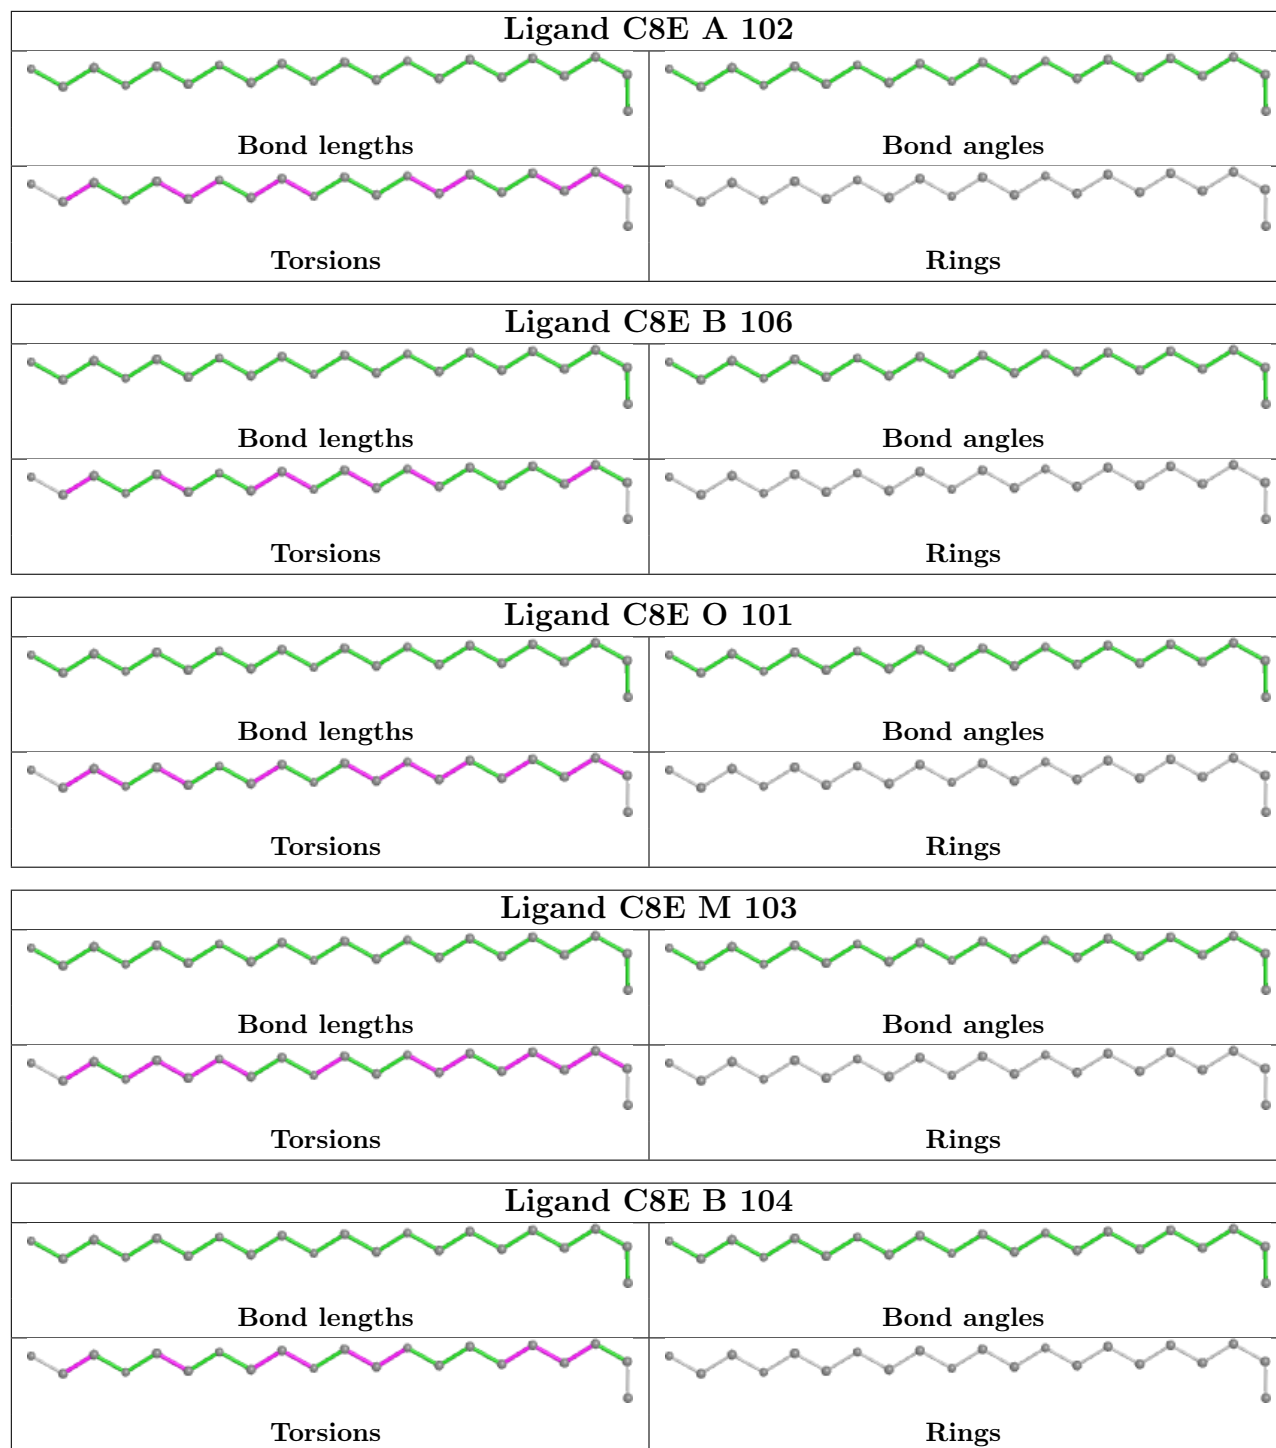 Ligand C8E A 102
Bond lengths
Bond angles
Torsions
Rings
Ligand C8E B 106
Bond lengths
Bond angles
Torsions
Rings
Ligand C8E O 101
Bond lengths
Bond angles
Torsions
Rings
Ligand C8E M 103
Bond lengths
Bond angles
Torsions
Rings
Ligand C8E B 104
Bond lengths
Bond angles
Torsions
Rings